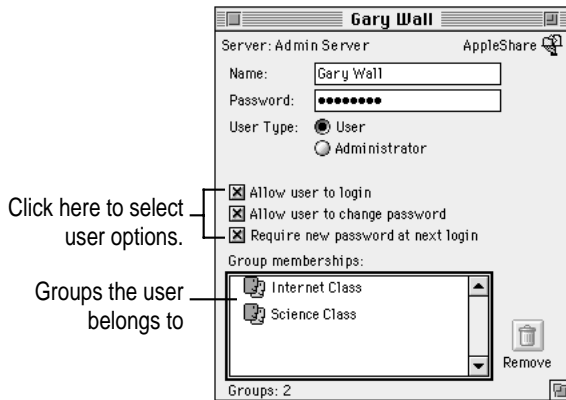 Gary Wall
Server: Admin Server AppleShare
Name: Gary Wall
Password: ●●●●●●●●
User Type: User
Administrator
Allow user to login
Allow user to change password
Require new password at next login
Click here to select
user options.
Group memberships:
Internet Class
Science Class
Groups the user
belongs to
Remove
Groups: 2